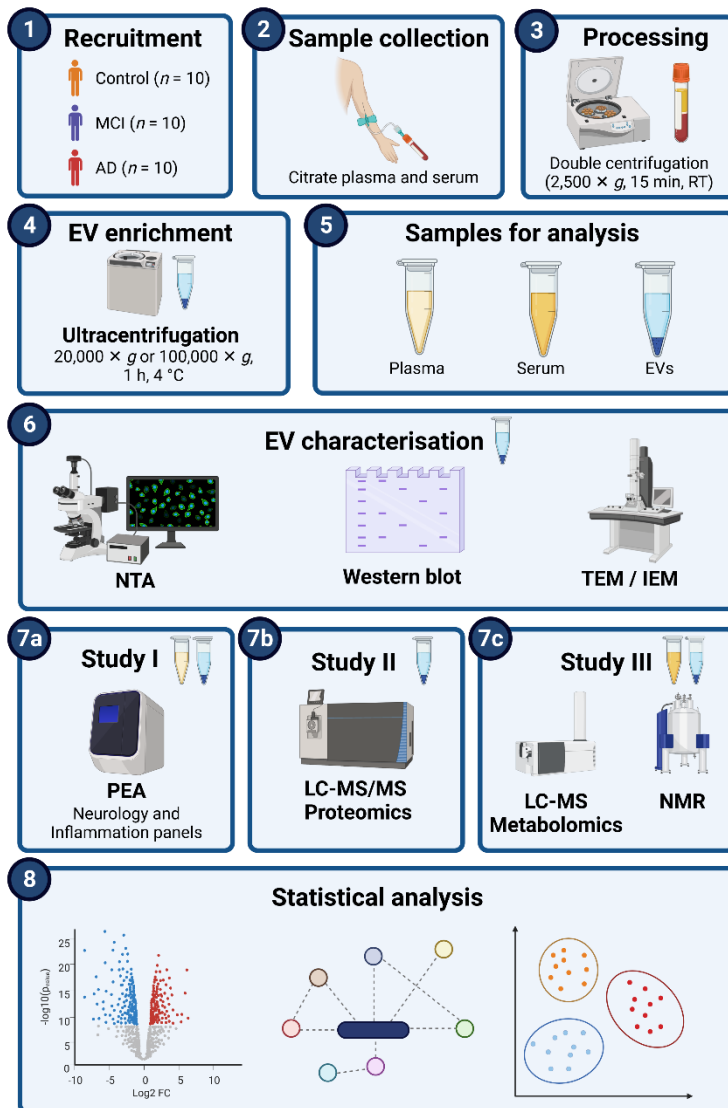 1
Recruitment
Control (n = 10)
MCI (n = 10)
AD (n = 10)
2
Sample collection
Citrate plasma and serum
3
Processing
Double centrifugation
(2,500 × g, 15 min, RT)
4
EV enrichment
Ultracentrifugation
20,000 × g or 100,000 × g,
1 h, 4 °C
5
Samples for analysis
Plasma
Serum
EVs
6
EV characterisation
NTA
Western blot
TEM / IEM
7a
Study I
PEA
Neurology and
Inflammation panels
7b
Study II
LC-MS/MS
Proteomics
7c
Study III
LC-MS
Metabolomics
NMR
8
Statistical analysis
-log10(pvalue)
25
20
15
10
5
0
-10
-5
0
5
10
Log2 FC